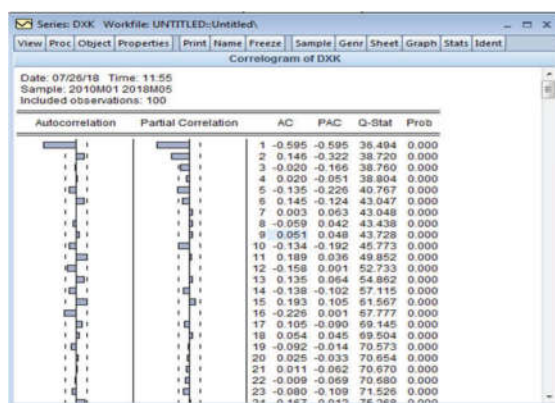 Series: DXK Workfile: UNTITLED::Untitled\
View Proc Object Properties Print Name Freeze Sample Genr Sheet Graph Stats Ident
Correlogram of DXK
Date: 07/26/18 Time: 11:55
Sample: 2010M01 2018M05
Included observations: 100
Autocorrelation Partial Correlation AC PAC Q-Stat Prob
1 -0.595 -0.595 36.494 0.000
2 0.146 -0.322 38.720 0.000
3 -0.020 -0.166 38.760 0.000
4 0.020 -0.051 38.804 0.000
5 -0.135 -0.226 40.767 0.000
6 0.145 -0.124 43.047 0.000
7 0.003 0.063 43.048 0.000
8 -0.059 0.042 43.438 0.000
9 0.051 0.048 43.728 0.000
10 -0.134 -0.192 45.773 0.000
11 0.189 0.036 49.852 0.000
12 -0.158 0.001 52.733 0.000
13 0.135 0.064 54.862 0.000
14 -0.138 -0.102 57.115 0.000
15 0.193 0.105 61.567 0.000
16 -0.226 0.001 67.777 0.000
17 0.105 -0.090 69.145 0.000
18 0.054 0.045 69.504 0.000
19 -0.092 -0.014 70.573 0.000
20 0.025 -0.033 70.654 0.000
21 0.011 -0.062 70.670 0.000
22 -0.009 -0.069 70.680 0.000
23 -0.080 -0.109 71.526 0.000